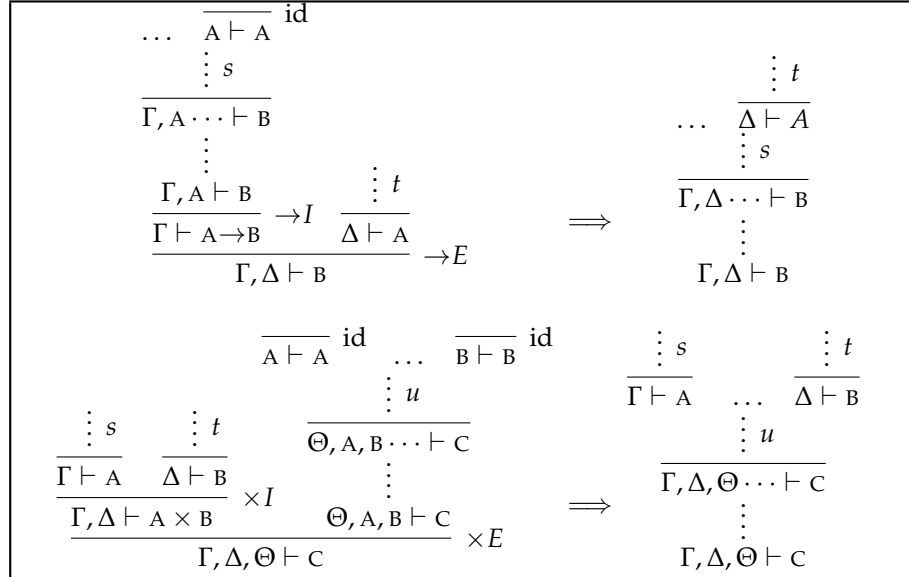 … A ⊢ A id
⋮ s
Γ, A ⋯ ⊢ B
⋮
Γ, A ⊢ B
Γ ⊢ A→B →I
⋮ t
Δ ⊢ A
Γ, Δ ⊢ B →E
⟹
⋮ t
… Δ ⊢ A
⋮ s
Γ, Δ ⋯ ⊢ B
⋮
Γ, Δ ⊢ B
⋮ s
Γ ⊢ A
⋮ t
Δ ⊢ B
Γ, Δ ⊢ A × B ×I
A ⊢ A id … B ⊢ B id
⋮ u
Θ, A, B ⋯ ⊢ C
⋮
Θ, A, B ⊢ C
Γ, Δ, Θ ⊢ C ×E
⟹
⋮ s ⋮ t
Γ ⊢ A … Δ ⊢ B
⋮ u
Γ, Δ, Θ ⋯ ⊢ C
⋮
Γ, Δ, Θ ⊢ C